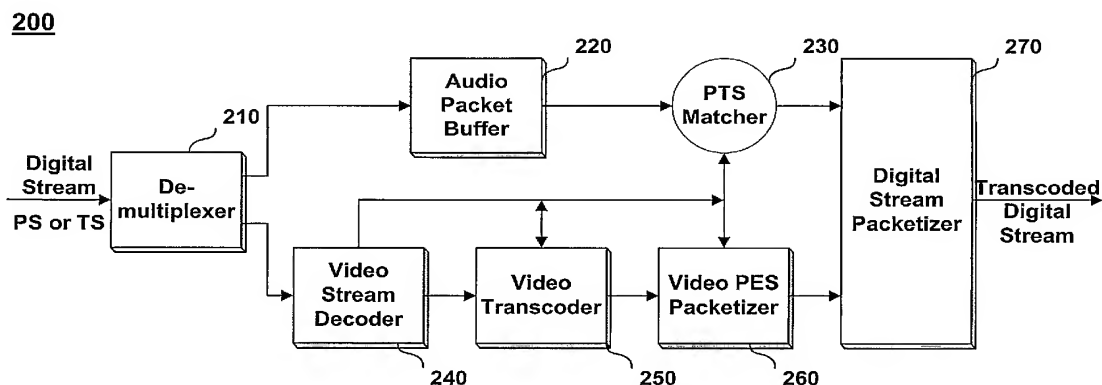 200
210
220
230
270
Digital
Stream
PS or TS
De-
multiplexer
Audio
Packet
Buffer
PTS
Matcher
Digital
Stream
Packetizer
Transcoded
Digital
Stream
Video
Stream
Decoder
Video
Transcoder
Video PES
Packetizer
240
250
260